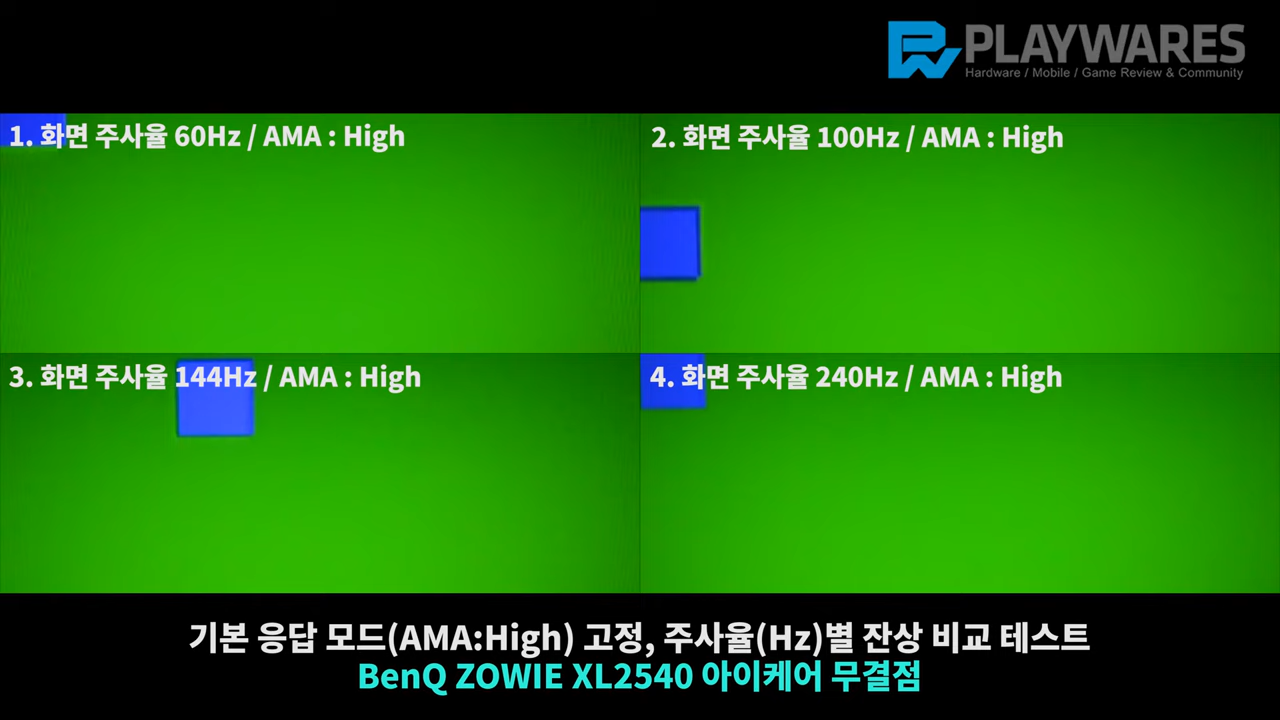 PLAYWARES
Hardware / Mobile / Game Review & Community
1. 화면 주사율 60Hz / AMA : High
2. 화면 주사율 100Hz / AMA : High
3. 화면 주사율 144Hz / AMA : High
4. 화면 주사율 240Hz / AMA : High
기본 응답 모드(AMA:High) 고정, 주사율(Hz)별 잔상 비교 테스트
BenQ ZOWIE XL2540 아이케어 무결점